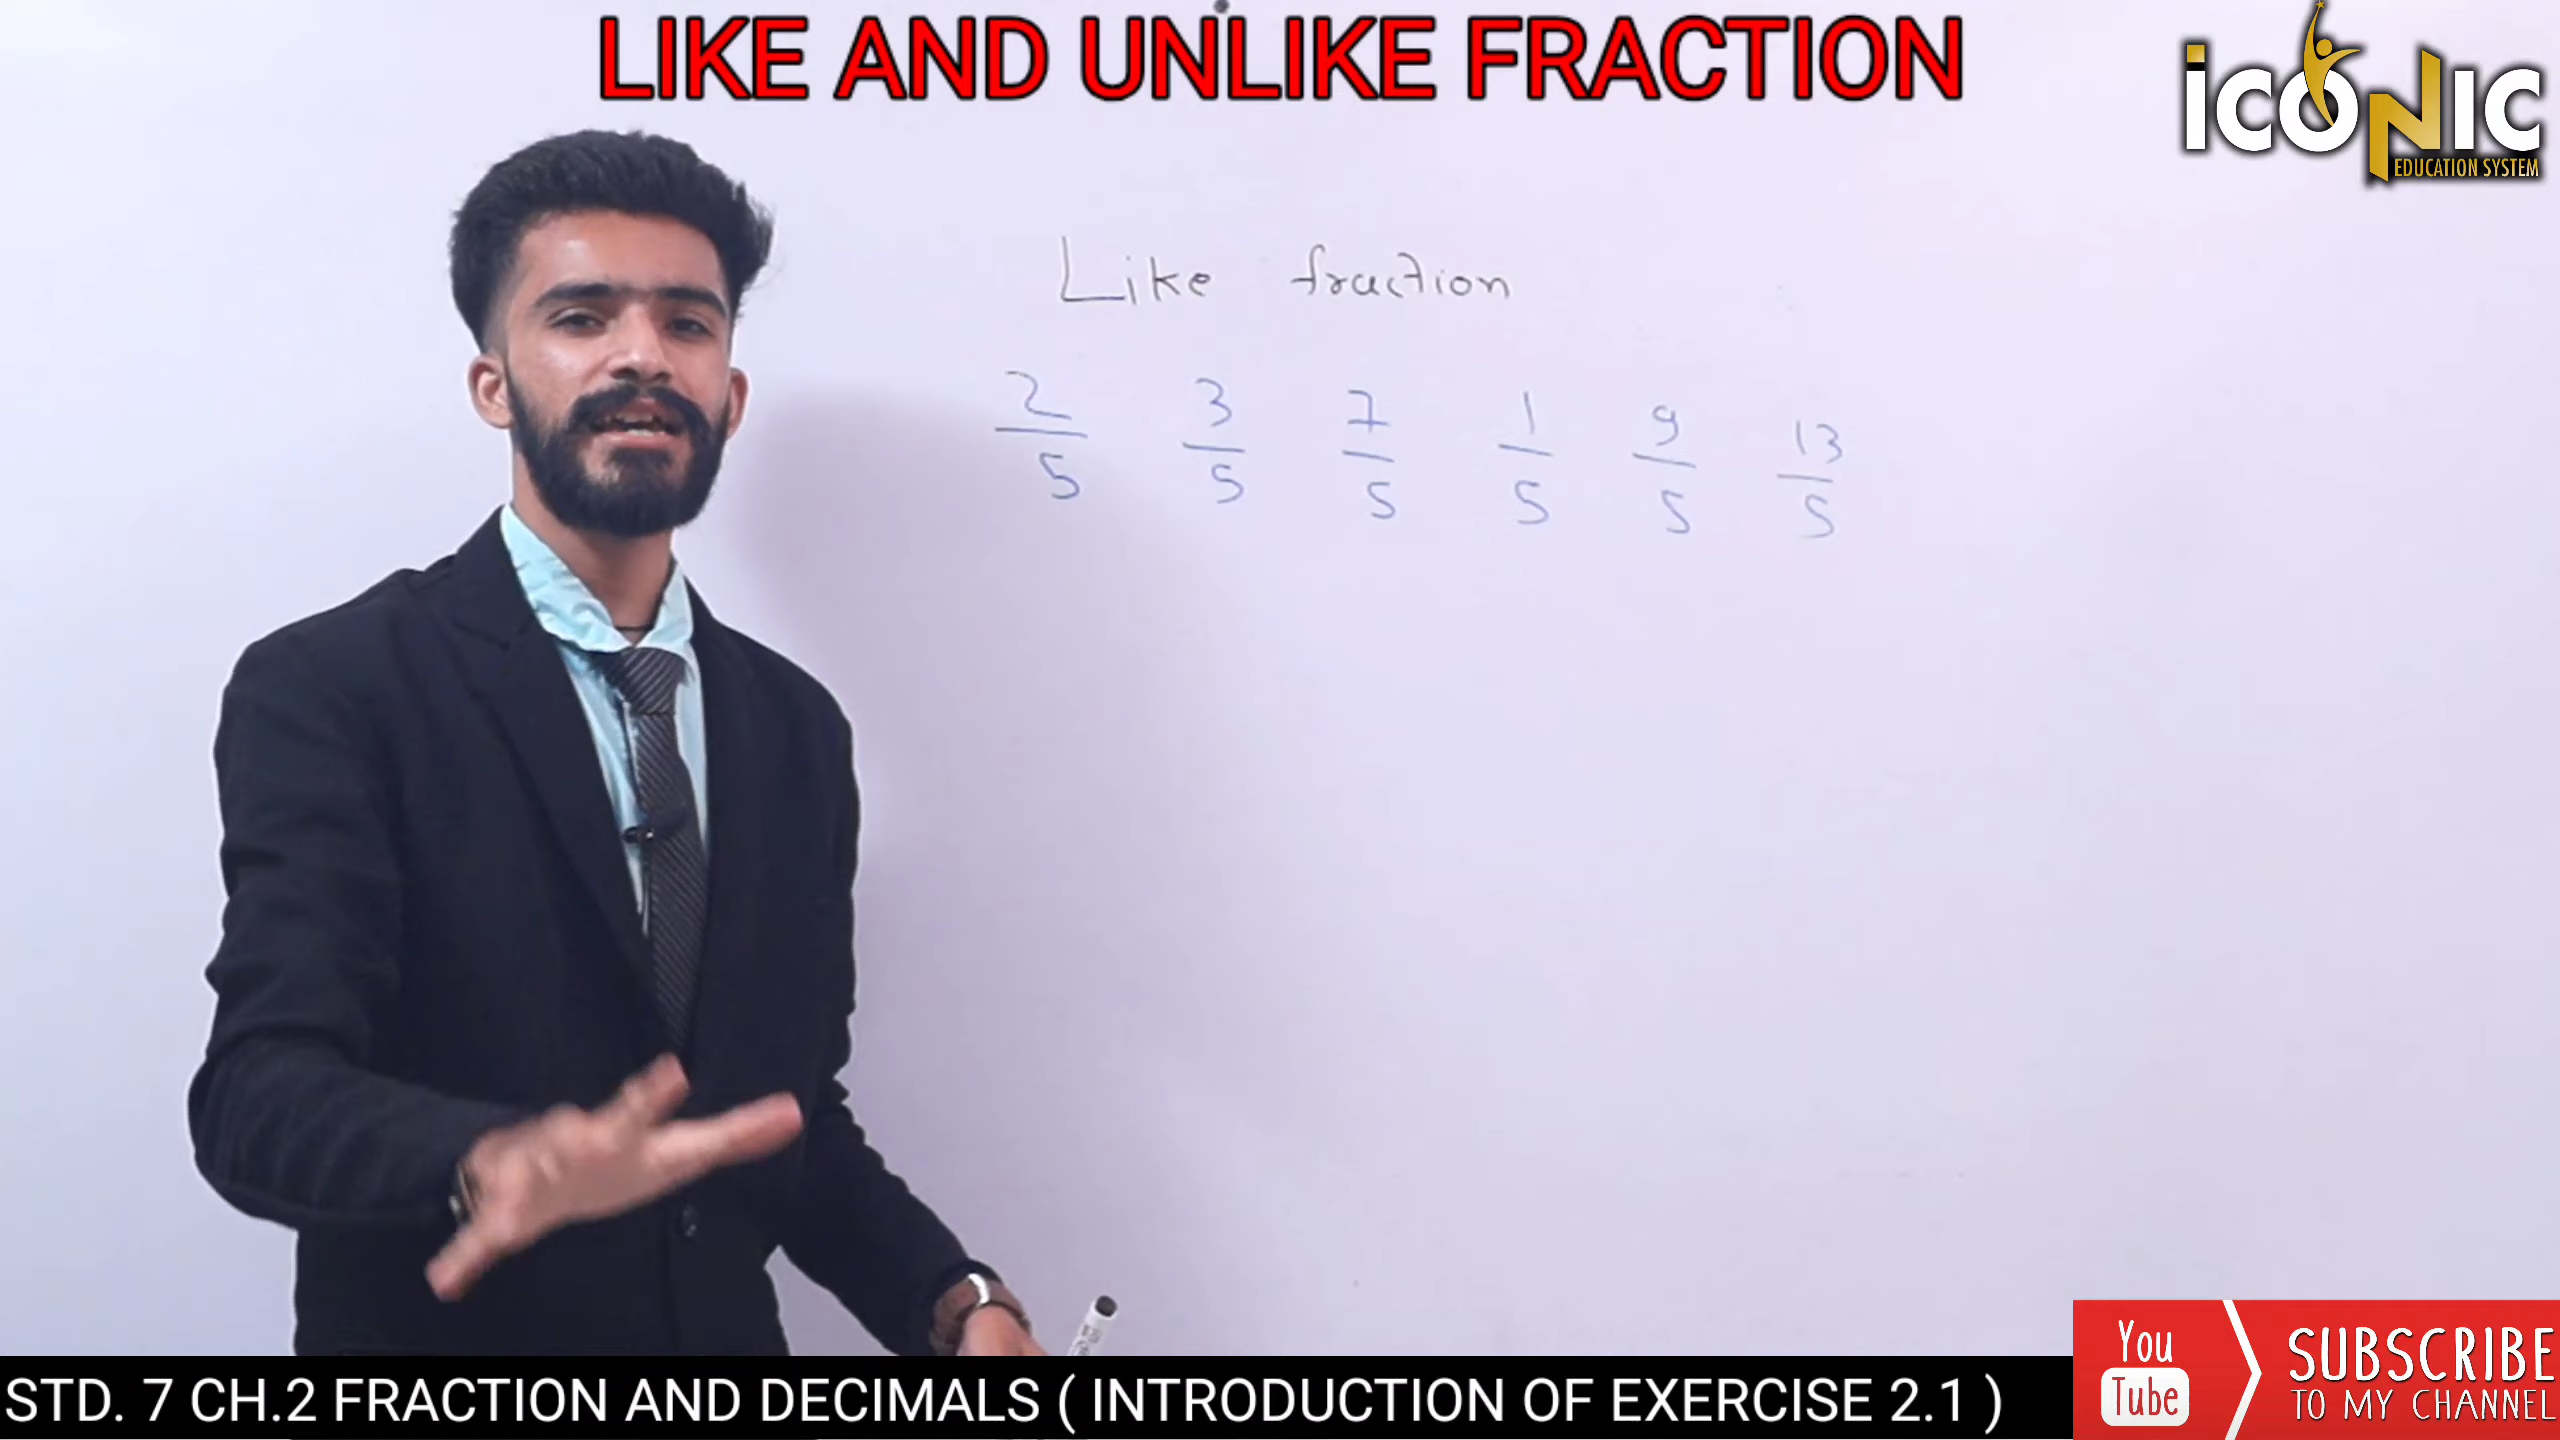 LIKE AND UNLIKE FRACTION
iCONIC
EDUCATION SYSTEM
Like fraction
2/5 3/5 7/5 1/5 9/5 13/5
STD. 7 CH.2 FRACTION AND DECIMALS ( INTRODUCTION OF EXERCISE 2.1 )
You
Tube
SUBSCRIBE
TO MY CHANNEL